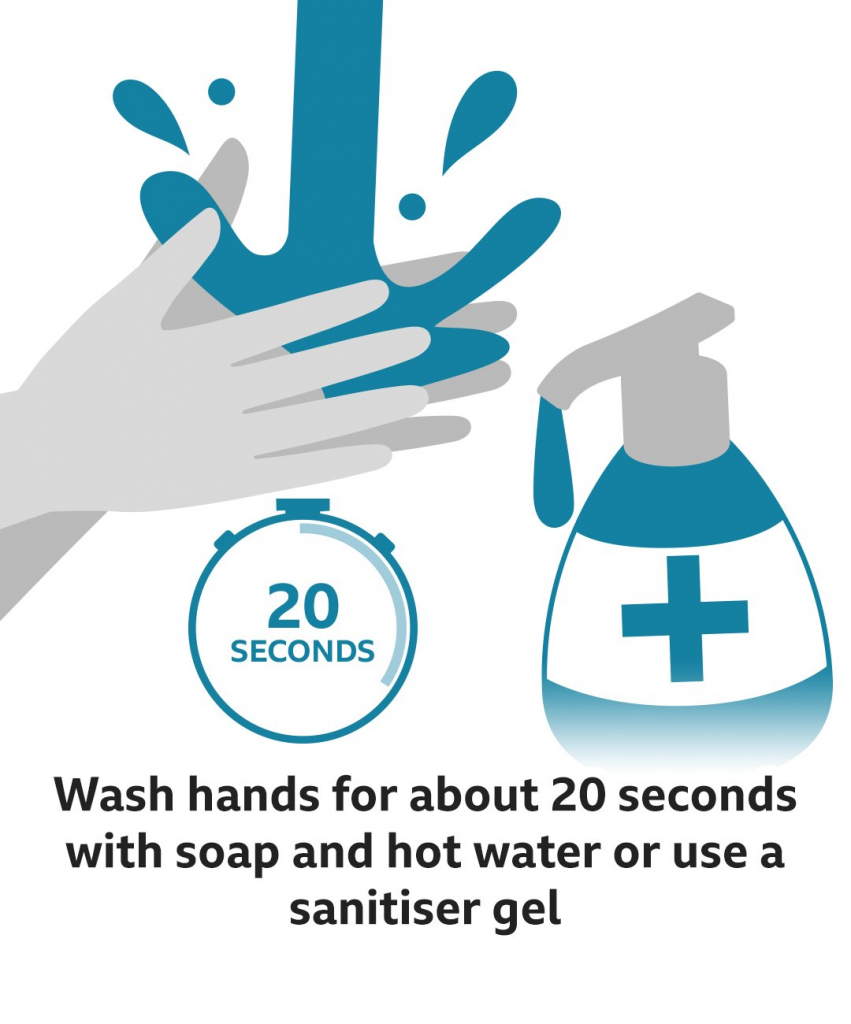 20
SECONDS
Wash hands for about 20 seconds
with soap and hot water or use a
sanitiser gel